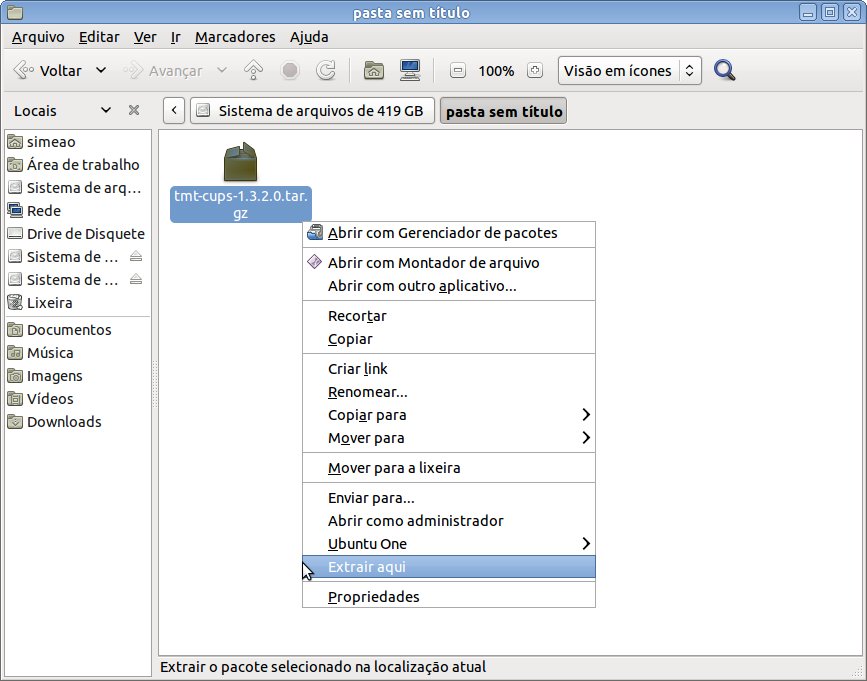 pasta sem título
Arquivo Editar Ver Ir Marcadores Ajuda
Voltar Avançar 100% Visão em ícones
Locais Sistema de arquivos de 419 GB pasta sem título
simeao
Área de trabalho
Sistema de arq...
Rede
Drive de Disquete
Sistema de ...
Sistema de ...
Lixeira
Documentos
Música
Imagens
Vídeos
Downloads
tmt-cups-1.3.2.0.tar.
gz
Abrir com Gerenciador de pacotes
Abrir com Montador de arquivo
Abrir com outro aplicativo...
Recortar
Copiar
Criar link
Renomear...
Copiar para
Mover para
Mover para a lixeira
Enviar para...
Abrir como administrador
Ubuntu One
Extrair aqui
Propriedades
Extrair o pacote selecionado na localização atual